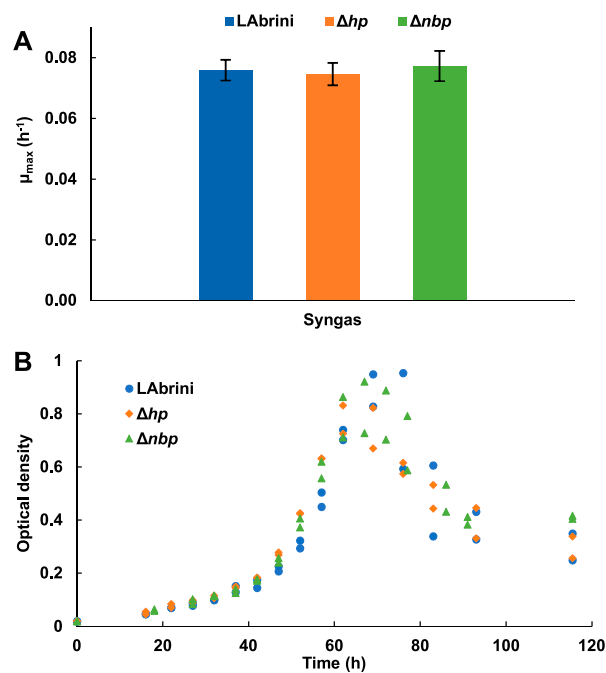 A
LAbrini Δhp Δnbp
μmax (h-1)
0.08
0.06
0.04
0.02
0.00
Syngas
B
LAbrini
Δhp
Δnbp
Optical density
1
0.8
0.6
0.4
0.2
0
0 20 40 60 80 100 120
Time (h)